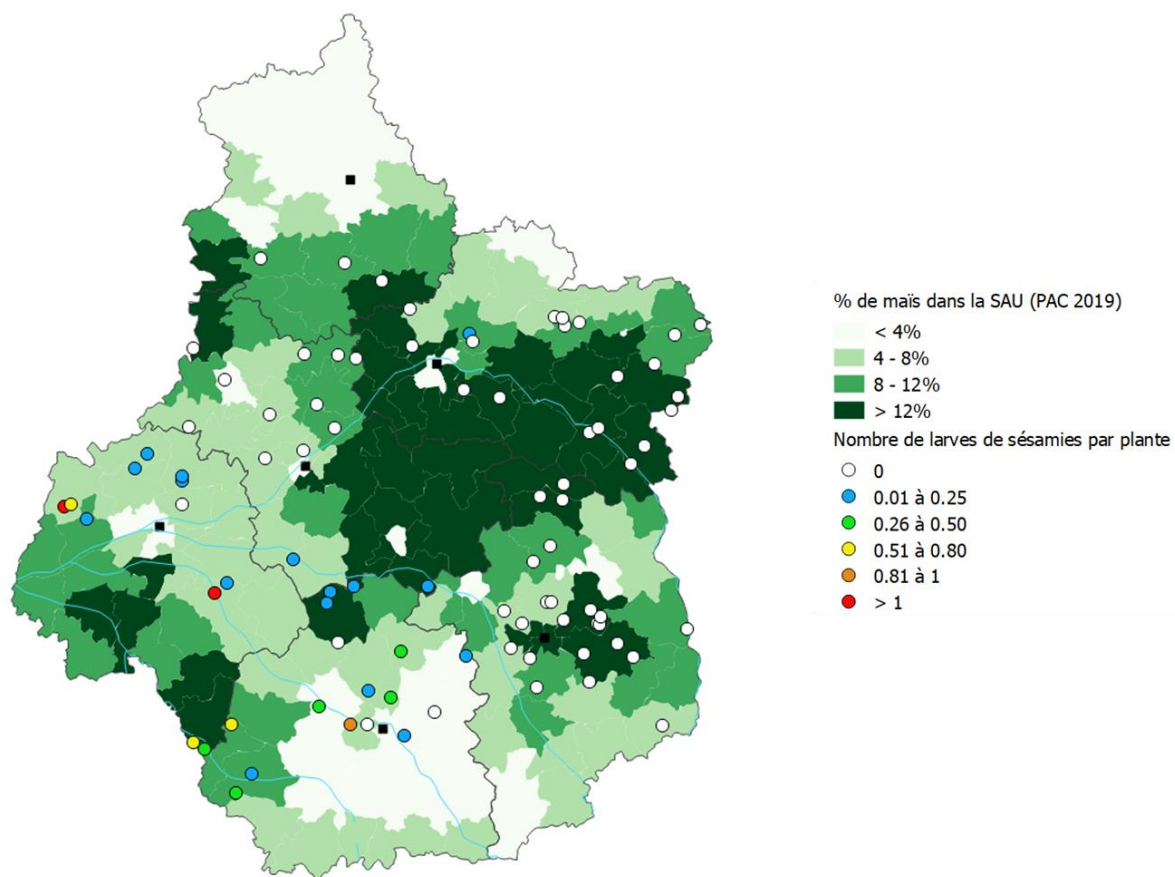 % de maïs dans la SAU (PAC 2019)
< 4%
4 - 8%
8 - 12%
> 12%
Nombre de larves de sésamies par plante
0
0.01 à 0.25
0.26 à 0.50
0.51 à 0.80
0.81 à 1
> 1